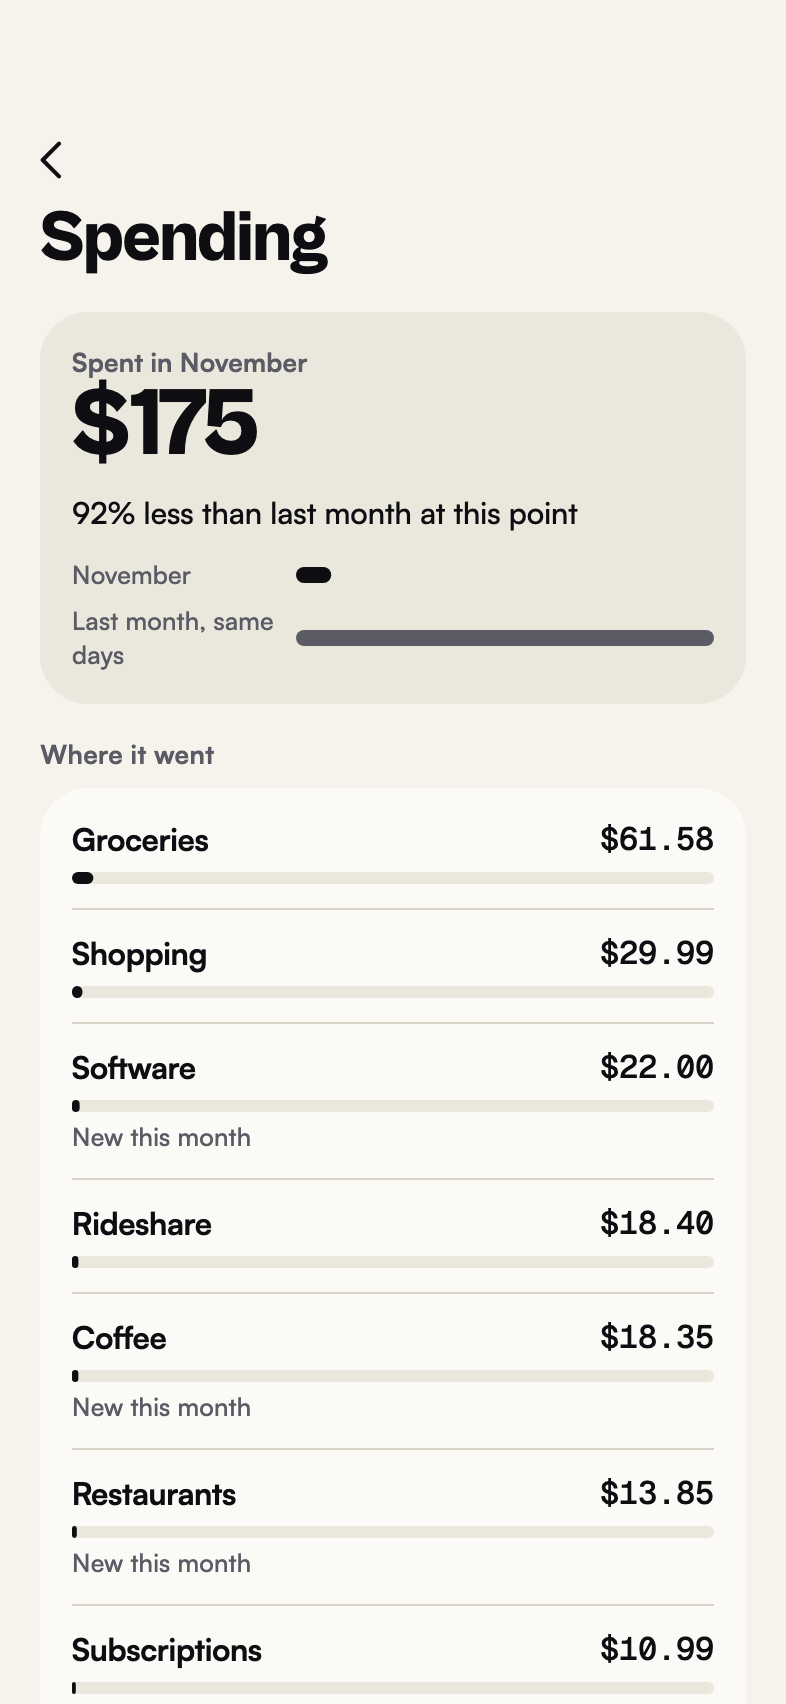 Spending
Spent in November
$175
92% less than last month at this point
November
Last month, same
days
Where it went
Groceries $61.58
Shopping $29.99
Software $22.00
New this month
Rideshare $18.40
Coffee $18.35
New this month
Restaurants $13.85
New this month
Subscriptions $10.99